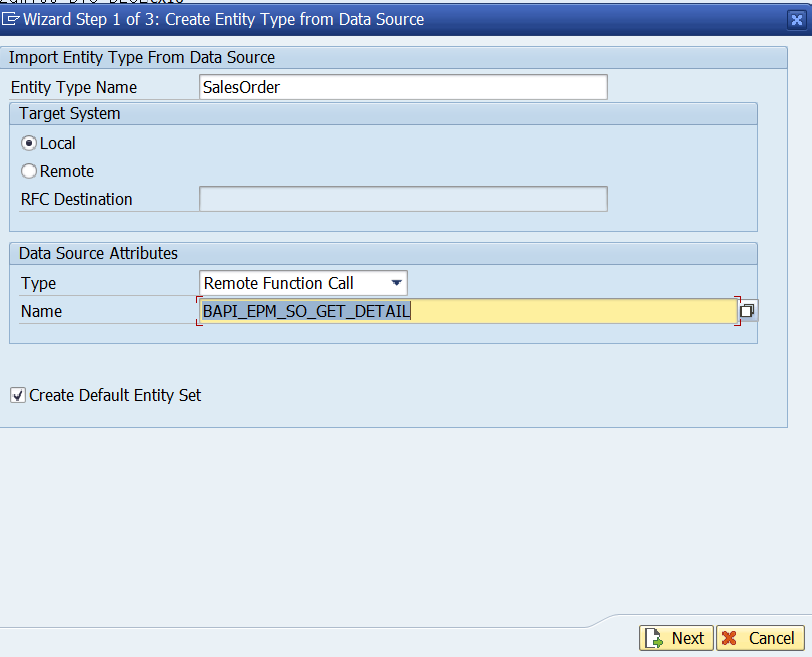 Wizard Step 1 of 3: Create Entity Type from Data Source
Import Entity Type From Data Source
Entity Type Name SalesOrder
Target System
Local
Remote
RFC Destination
Data Source Attributes
Type Remote Function Call
Name BAPI_EPM_SO_GET_DETAIL
Create Default Entity Set
Next Cancel